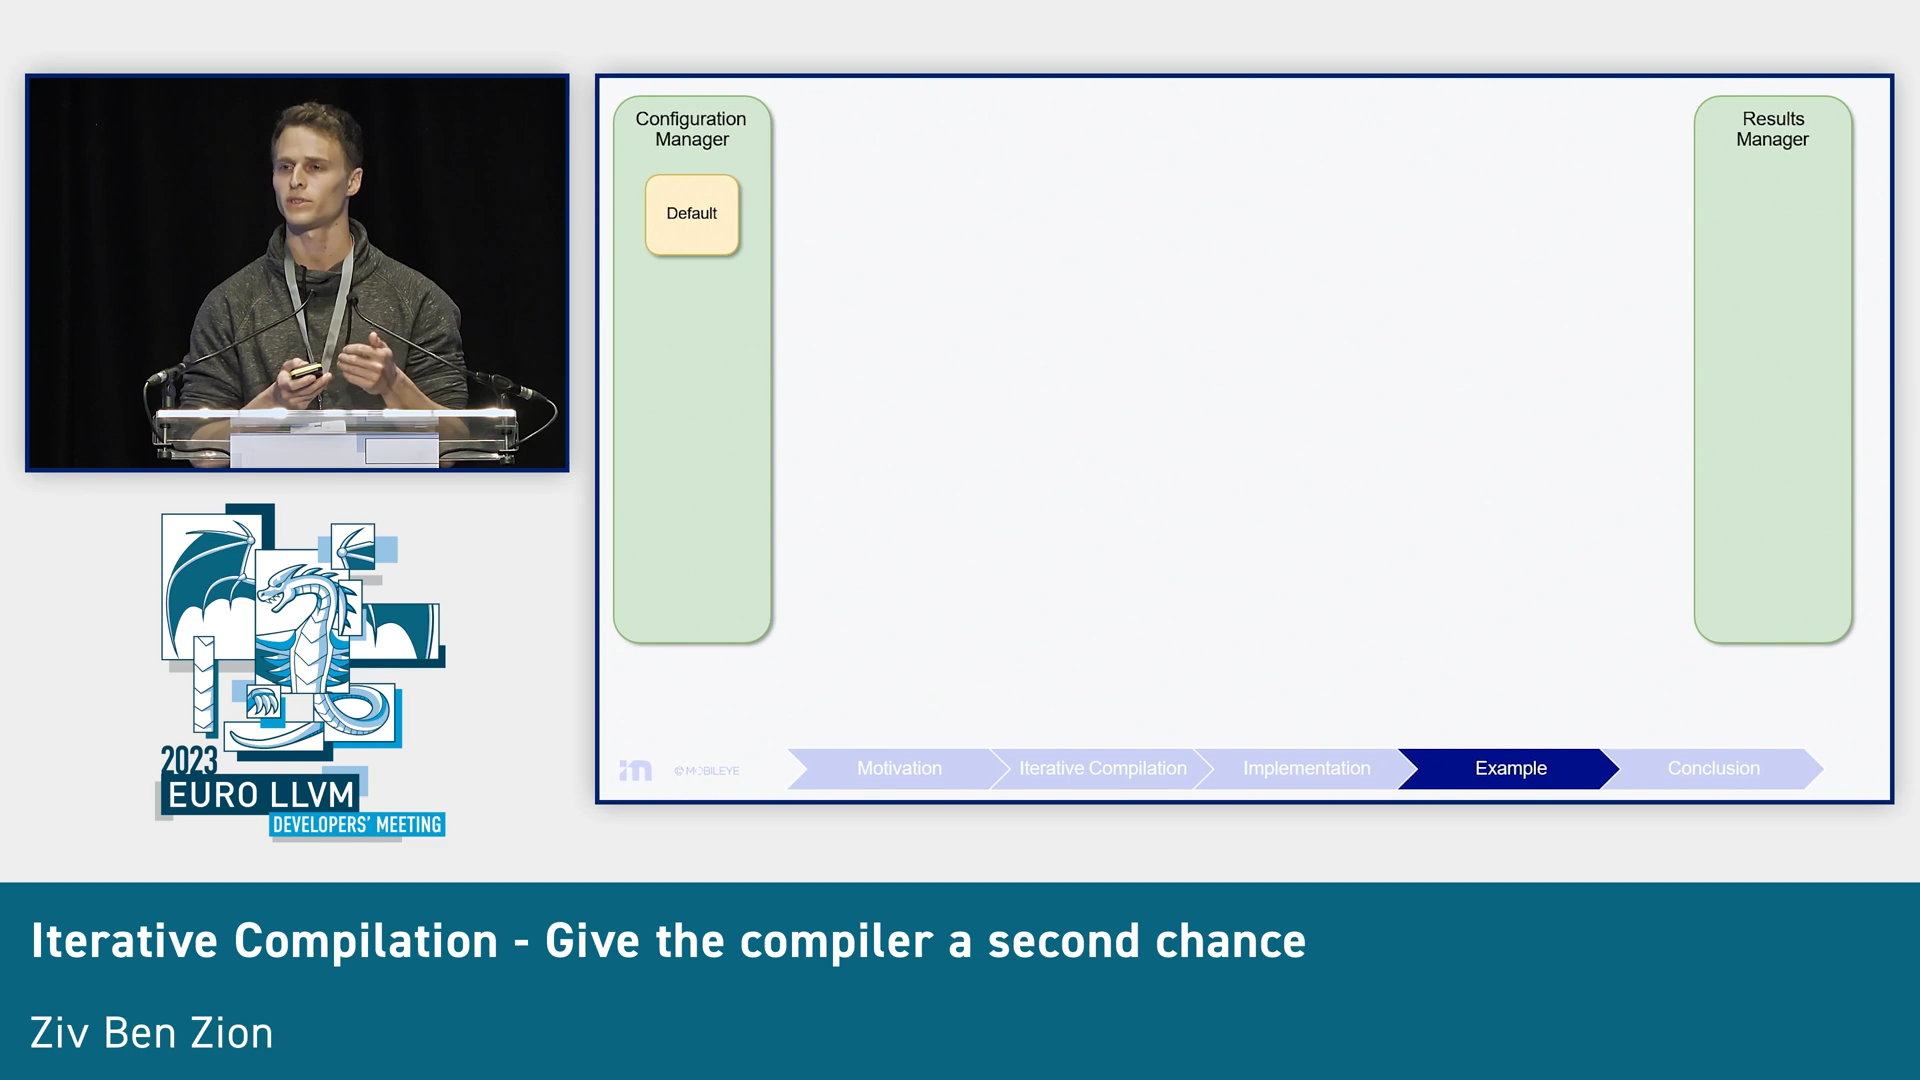 Configuration
Manager
Default
Results
Manager
MOBILEYE
Motivation
Iterative Compilation
Implementation
Example
Conclusion
2023
EURO LLVM
DEVELOPERS' MEETING
Iterative Compilation - Give the compiler a second chance
Ziv Ben Zion